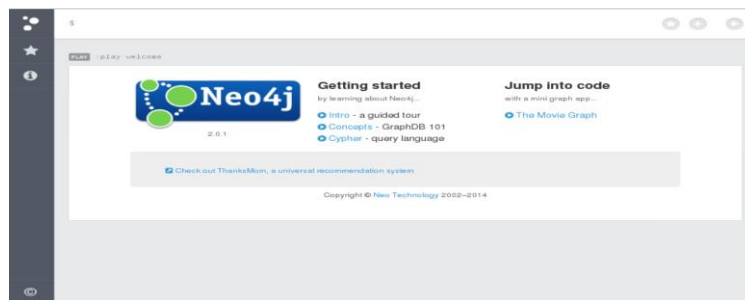 $
PLAY :play welcome
Neo4j
2.0.1
Getting started
by learning about Neo4j...
Intro - a guided tour
Concepts - GraphDB 101
Cypher - query language
Jump into code
with a mini graph app...
The Movie Graph
Check out ThanksMom, a universal recommendation system
Copyright © Neo Technology 2002–2014